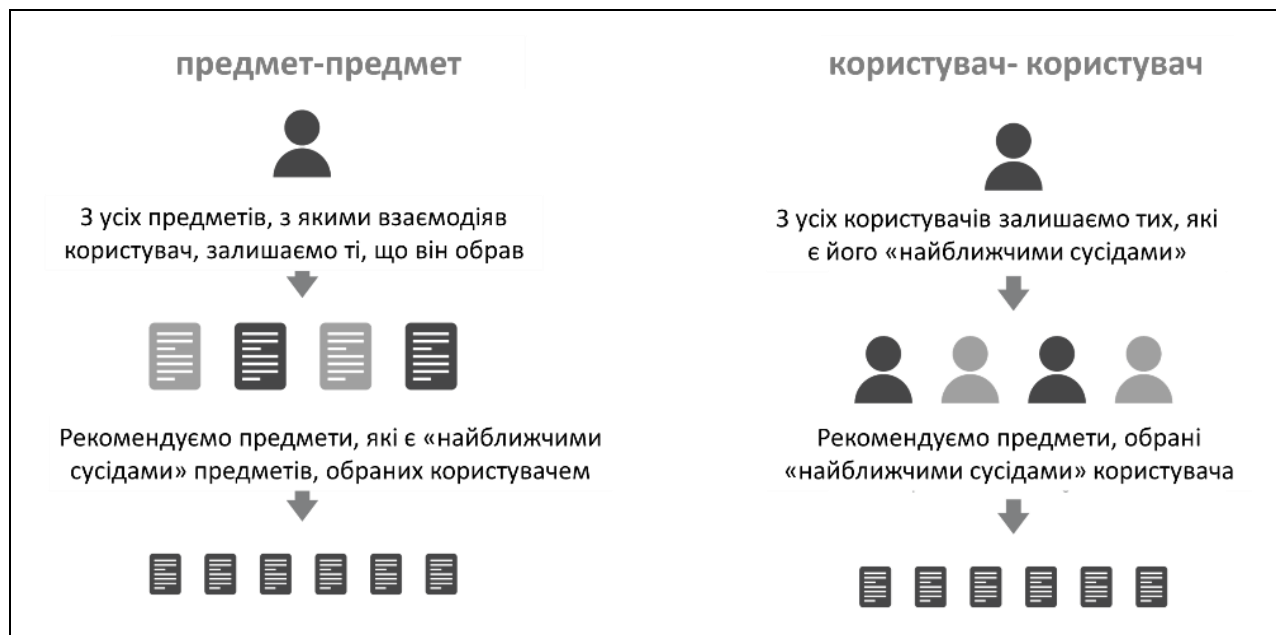 предмет-предмет
З усіх предметів, з якими взаємодіяв
користувач, залишаємо ті, що він обрав
Рекомендуємо предмети, які є «найближчими
сусідами» предметів, обраних користувачем
користувач- користувач
З усіх користувачів залишаємо тих, які
є його «найближчими сусідами»
Рекомендуємо предмети, обрані
«найближчими сусідами» користувача